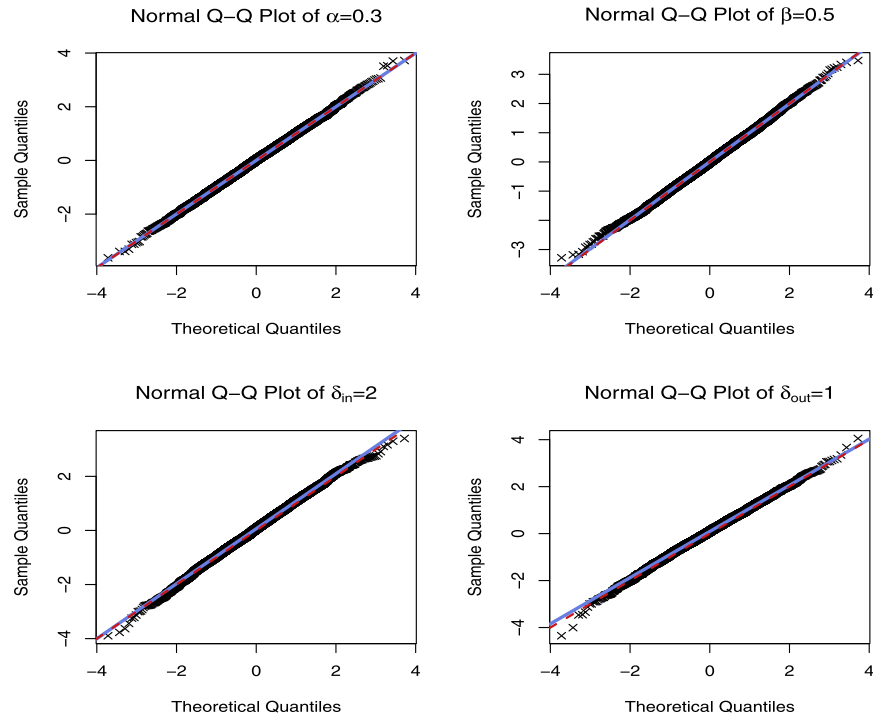 Normal Q−Q Plot of α=0.3
Normal Q−Q Plot of β=0.5
Sample Quantiles
4
2
0
−2
−4 −2 0 2 4
Theoretical Quantiles
Sample Quantiles
3
2
1
0
−1
−3
−4 −2 0 2 4
Theoretical Quantiles
Normal Q−Q Plot of δin=2
Normal Q−Q Plot of δout=1
Sample Quantiles
2
0
−2
−4
−4 −2 0 2 4
Theoretical Quantiles
Sample Quantiles
4
2
0
−2
−4
−4 −2 0 2 4
Theoretical Quantiles